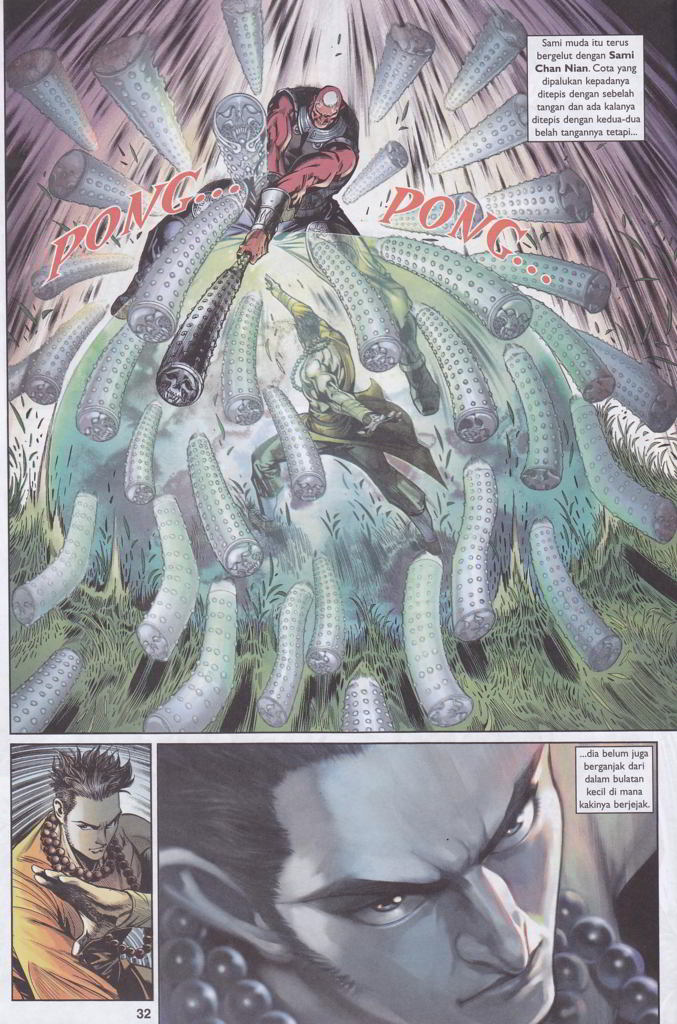 Sami muda itu terus
bergelut dengan Sami
Chan Nian. Cota yang
dipalukan kepadanya
ditepis dengan sebelah
tangan dan ada kalanya
ditepis dengan kedua-dua
belah tangannya tetapi...
PONG...
PONG...
...dia belum juga
berganjak dari
dalam bulatan
kecil di mana
kakinya berjejak.
32